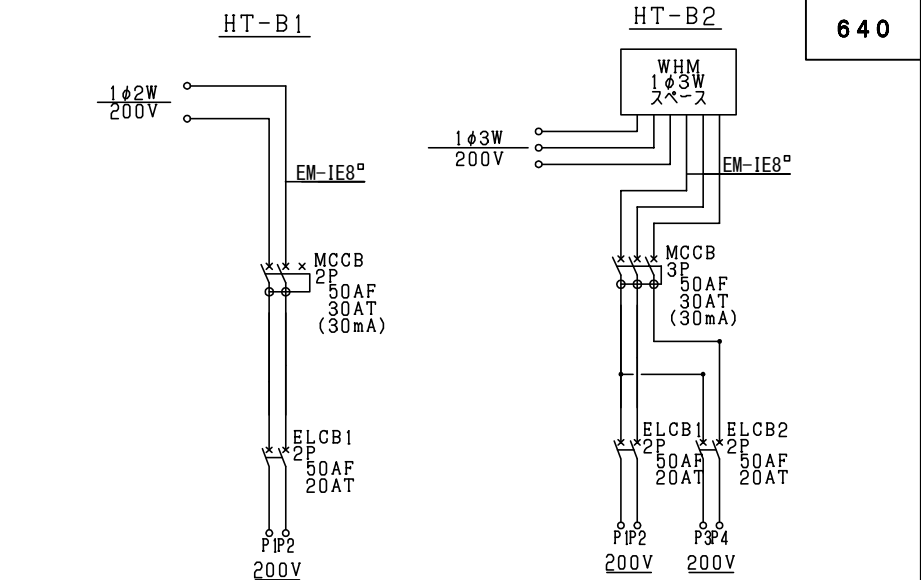 HT-B1
1φ2W
200V
EM-IE8□
MCCB
2P
50AF
30AT
(30mA)
ELCB1
2P
50AF
20AT
P1P2
200V
HT-B2
640
WHM
1φ3W
スペース
1φ3W
200V
EM-IE8□
MCCB
3P
50AF
30AT
(30mA)
ELCB1
2P
50AF
20AT
ELCB2
2P
50AF
20AT
P1P2
200V
P3P4
200V